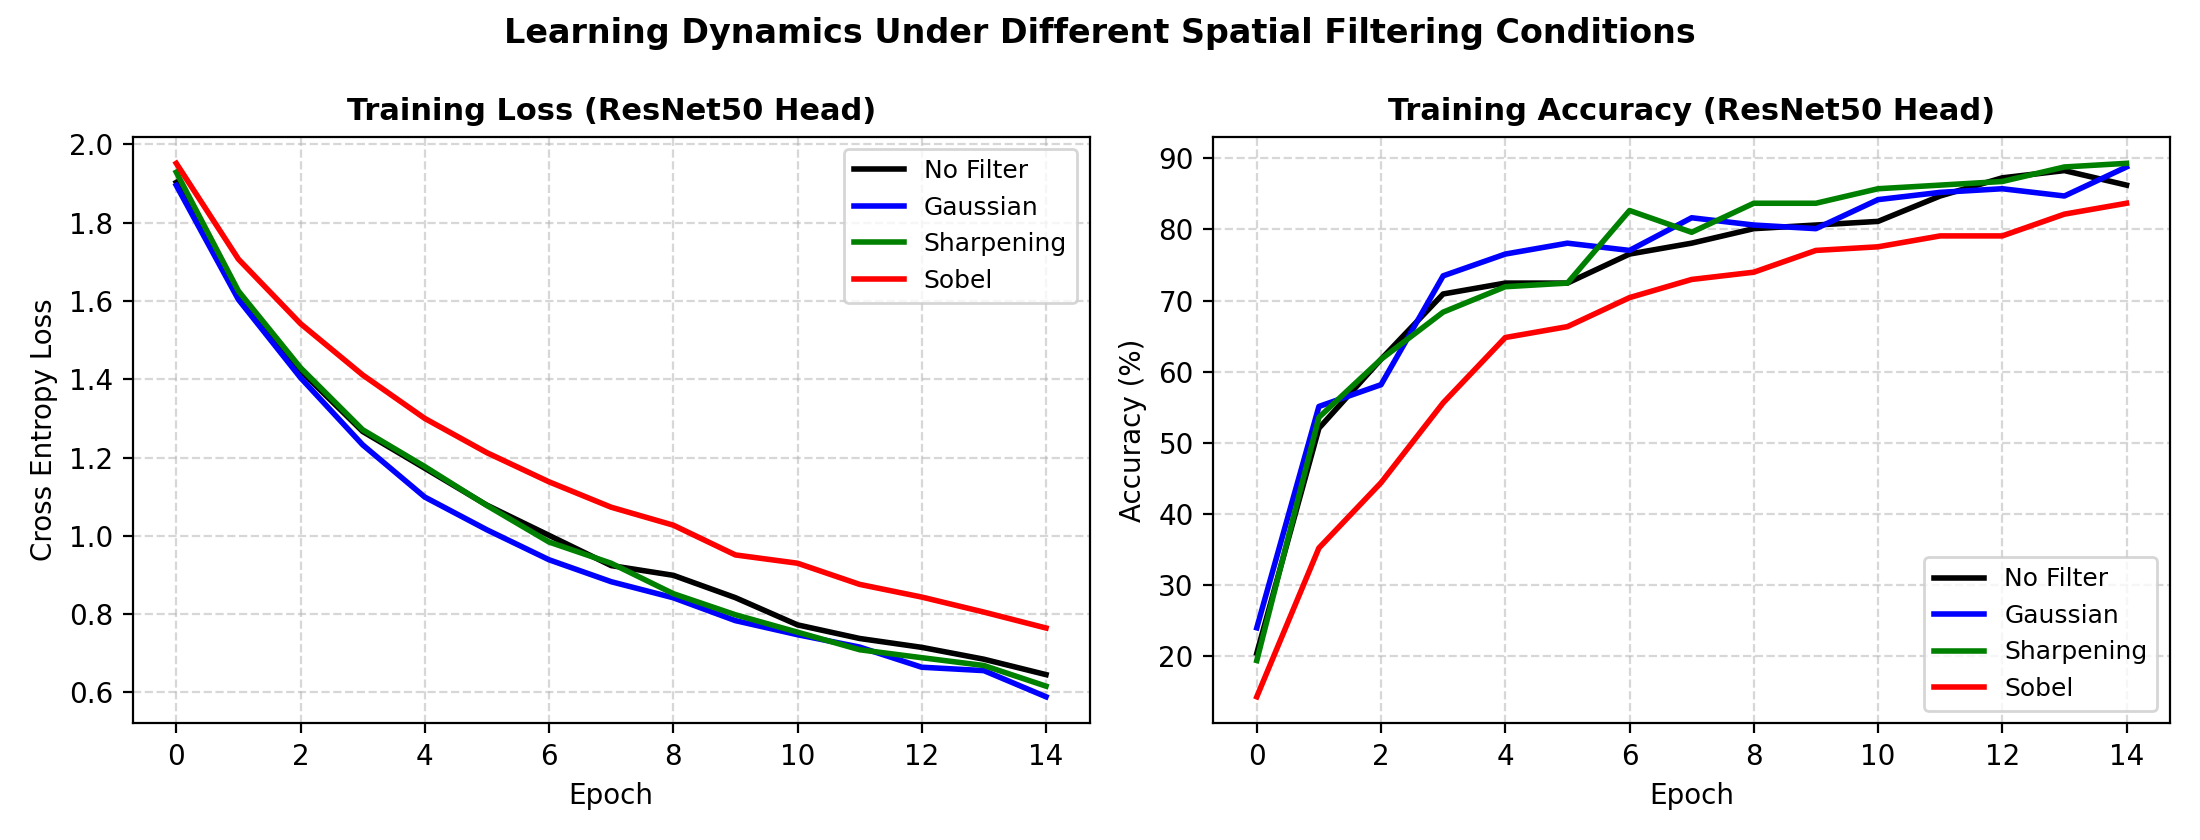 Learning Dynamics Under Different Spatial Filtering Conditions
Training Loss (ResNet50 Head)
2.0
1.8
1.6
1.4
1.2
1.0
0.8
0.6
Cross Entropy Loss
No Filter
Gaussian
Sharpening
Sobel
0 2 4 6 8 10 12 14
Epoch
Training Accuracy (ResNet50 Head)
90
80
70
60
50
40
30
20
Accuracy (%)
No Filter
Gaussian
Sharpening
Sobel
0 2 4 6 8 10 12 14
Epoch